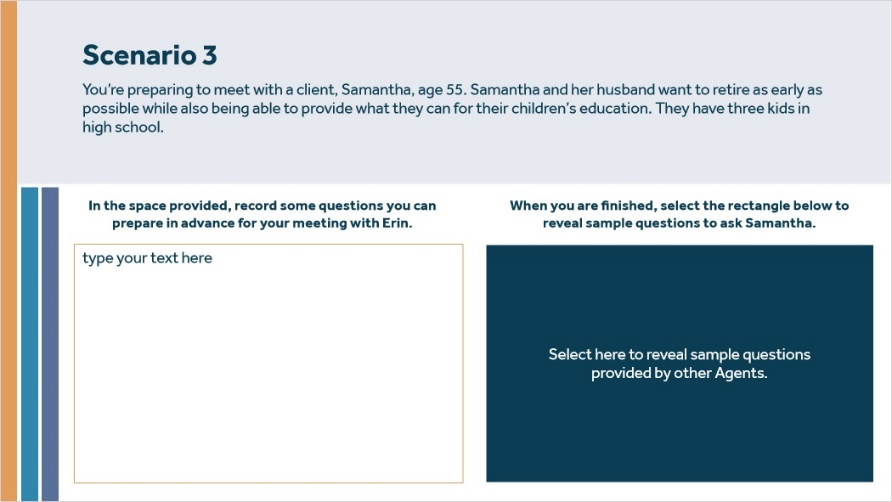 Scenario 3
You're preparing to meet with a client, Samantha, age 55. Samantha and her husband want to retire as early as
possible while also being able to provide what they can for their children's education. They have three kids in
high school.
In the space provided, record some questions you can
prepare in advance for your meeting with Erin.
type your text here
When you are finished, select the rectangle below to
reveal sample questions to ask Samantha.
Select here to reveal sample questions
provided by other Agents.